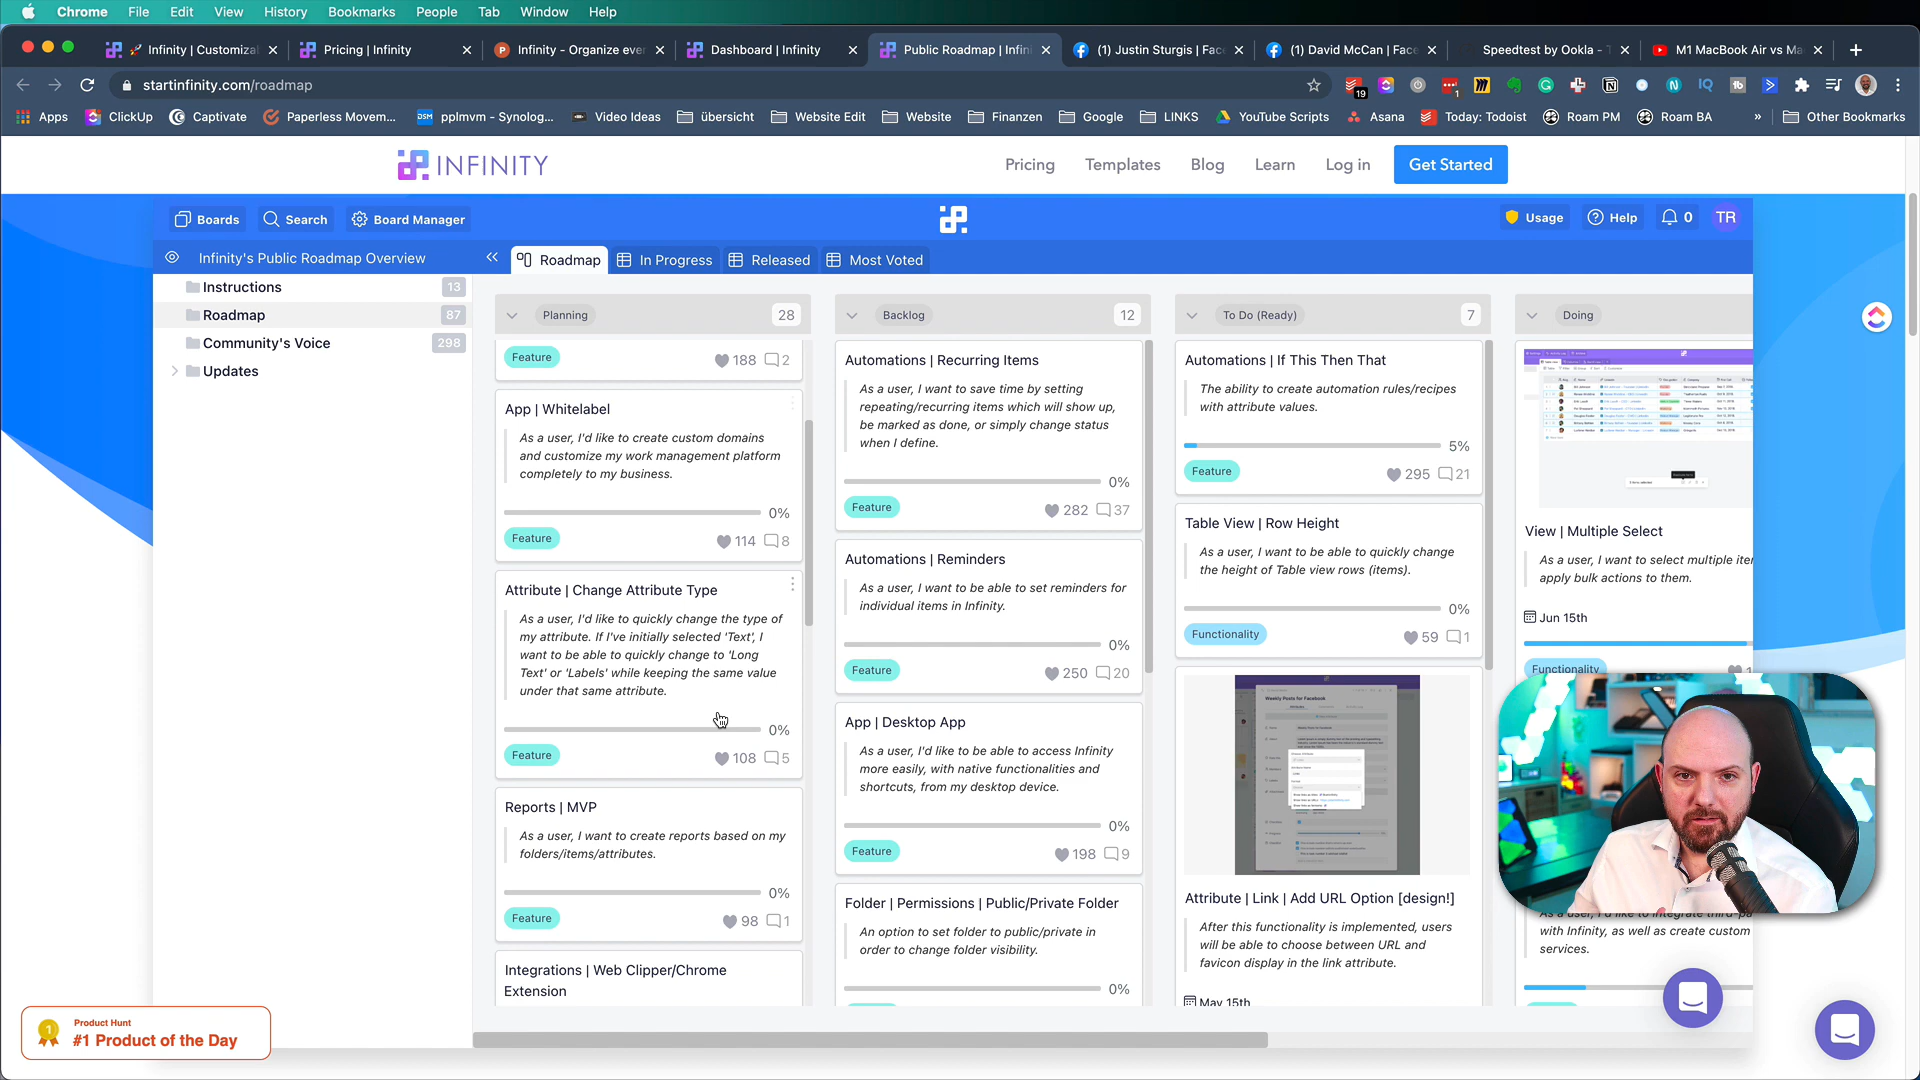 Chrome File Edit View History Bookmarks People Tab Window Help
🚀 Infinity | Customiza
Pricing | Infinity
Infinity - Organize eve
Dashboard | Infinity
Public Roadmap | Infin
(1) Justin Sturgis | Face
(1) David McCan | Face
Speedtest by Ookla - T
M1 MacBook Air vs Ma
startinfinity.com/roadmap
19
1
Apps ClickUp Captivate Paperless Movem... pplmvm - Synolog... Video Ideas übersicht Website Edit Website Finanzen Google LINKS YouTube Scripts Asana Today: Todoist Roam PM Roam BA » Other Bookmarks
INFINITY
Pricing Templates Blog Learn Log in Get Started
Boards Search Board Manager
Usage Help 0 TR
Infinity's Public Roadmap Overview
Roadmap In Progress Released Most Voted
Instructions 13
Roadmap 87
Community's Voice 298
Updates
Planning 28
Feature 188 2
App | Whitelabel
As a user, I'd like to create custom domains
and customize my work management platform
completely to my business.
0%
Feature 114 8
Attribute | Change Attribute Type
As a user, I'd like to quickly change the type of
my attribute. If I've initially selected 'Text', I
want to be able to quickly change to 'Long
Text' or 'Labels' while keeping the same value
under that same attribute.
0%
Feature 108 5
Reports | MVP
As a user, I want to create reports based on my
folders/items/attributes.
0%
Feature 98 1
Integrations | Web Clipper/Chrome
Extension
Backlog 12
Automations | Recurring Items
As a user, I want to save time by setting
repeating/recurring items which will show up,
be marked as done, or simply change status
when I define.
0%
Feature 282 37
Automations | Reminders
As a user, I want to be able to set reminders for
individual items in Infinity.
0%
Feature 250 20
App | Desktop App
As a user, I'd like to be able to access Infinity
more easily, with native functionalities and
shortcuts, from my desktop device.
0%
Feature 198 9
Folder | Permissions | Public/Private Folder
An option to set folder to public/private in
order to change folder visibility.
0%
To Do (Ready) 7
Automations | If This Then That
The ability to create automation rules/recipes
with attribute values.
5%
Feature 295 21
Table View | Row Height
As a user, I want to be able to quickly change
the height of Table view rows (items).
0%
Functionality 59 1
Weekly Posts for Facebook
Attribute | Link | Add URL Option [design!]
After this functionality is implemented, users
will be able to choose between URL and
favicon display in the link attribute.
May 15th
Doing
View | Multiple Select
As a user, I want to select multiple ite
apply bulk actions to them.
Jun 15th
Functionality 1
As a user, I'd like to integrate third-pa
with Infinity, as well as create custom
services.
Product Hunt
#1 Product of the Day
1